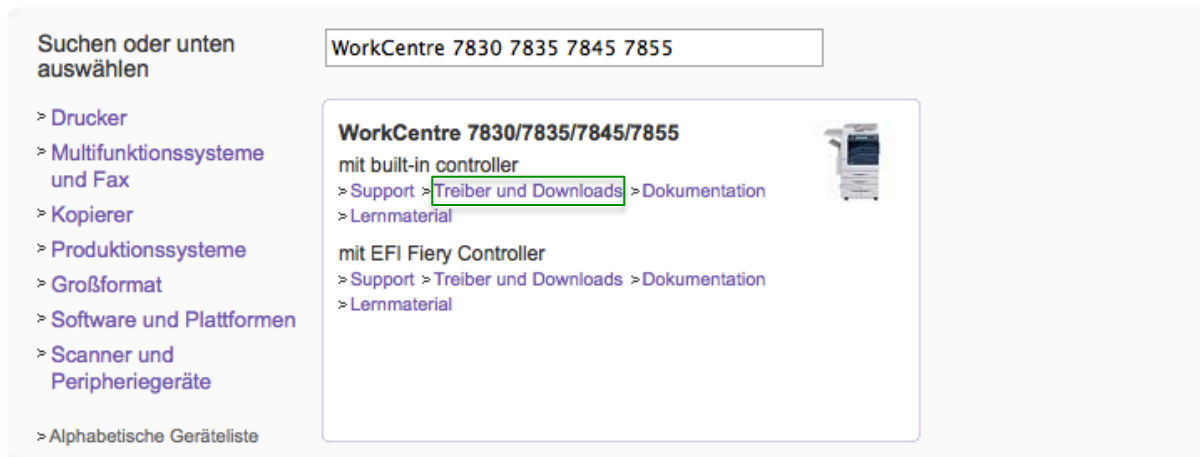 Suchen oder unten
auswählen
WorkCentre 7830 7835 7845 7855
> Drucker
> Multifunktionssysteme
und Fax
> Kopierer
> Produktionssysteme
> Großformat
> Software und Plattformen
> Scanner und
Peripheriegeräte
> Alphabetische Geräteliste
WorkCentre 7830/7835/7845/7855
mit built-in controller
> Support > Treiber und Downloads > Dokumentation
> Lernmaterial
mit EFI Fiery Controller
> Support > Treiber und Downloads > Dokumentation
> Lernmaterial